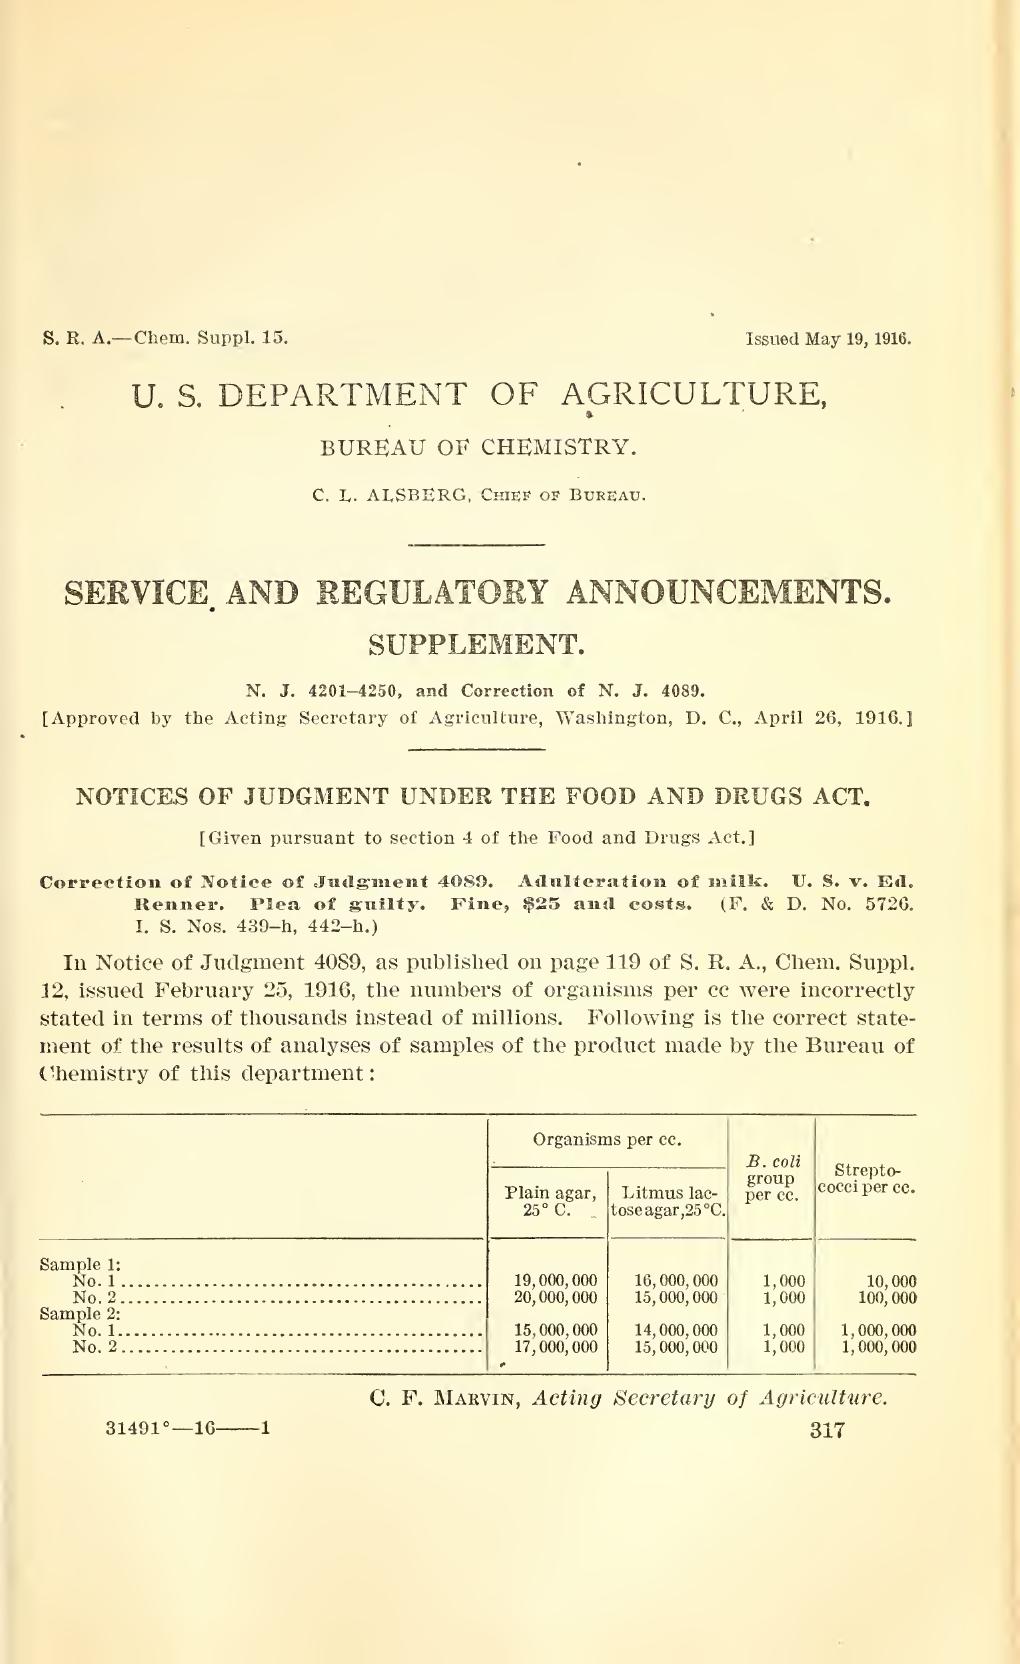 S. R. A.—Chem. Suppl. 15. Issued May 19, 1916.
U. S. DEPARTMENT OF AGRICULTURE,
BUREAU OF CHEMISTRY.
C. L. ALSBERG, CHIEF OF BUREAU.
SERVICE AND REGULATORY ANNOUNCEMENTS.
SUPPLEMENT.
N. J. 4201–4250, and Correction of N. J. 4089.
[Approved by the Acting Secretary of Agriculture, Washington, D. C., April 26, 1916.]
NOTICES OF JUDGMENT UNDER THE FOOD AND DRUGS ACT.
[Given pursuant to section 4 of the Food and Drugs Act.]
Correction of Notice of Judgment 4089. Adulteration of milk. U. S. v. Ed.
Renner. Plea of guilty. Fine, $25 and costs. (F. & D. No. 5726.
I. S. Nos. 439–h, 442–h.)
In Notice of Judgment 4089, as published on page 119 of S. R. A., Chem. Suppl.
12, issued February 25, 1916, the numbers of organisms per cc were incorrectly
stated in terms of thousands instead of millions. Following is the correct state-
ment of the results of analyses of samples of the product made by the Bureau of
Chemistry of this department:
Organisms per cc.
Plain agar,
25° C.
Litmus lac-
tose agar, 25°C.
B. coli
group
per cc.
Strepto-
cocci per cc.
Sample 1:
No. 1 19,000,000 16,000,000 1,000 10,000
No. 2 20,000,000 15,000,000 1,000 100,000
Sample 2:
No. 1 15,000,000 14,000,000 1,000 1,000,000
No. 2 17,000,000 15,000,000 1,000 1,000,000
C. F. MARVIN, Acting Secretary of Agriculture.
31491°—16——1 317